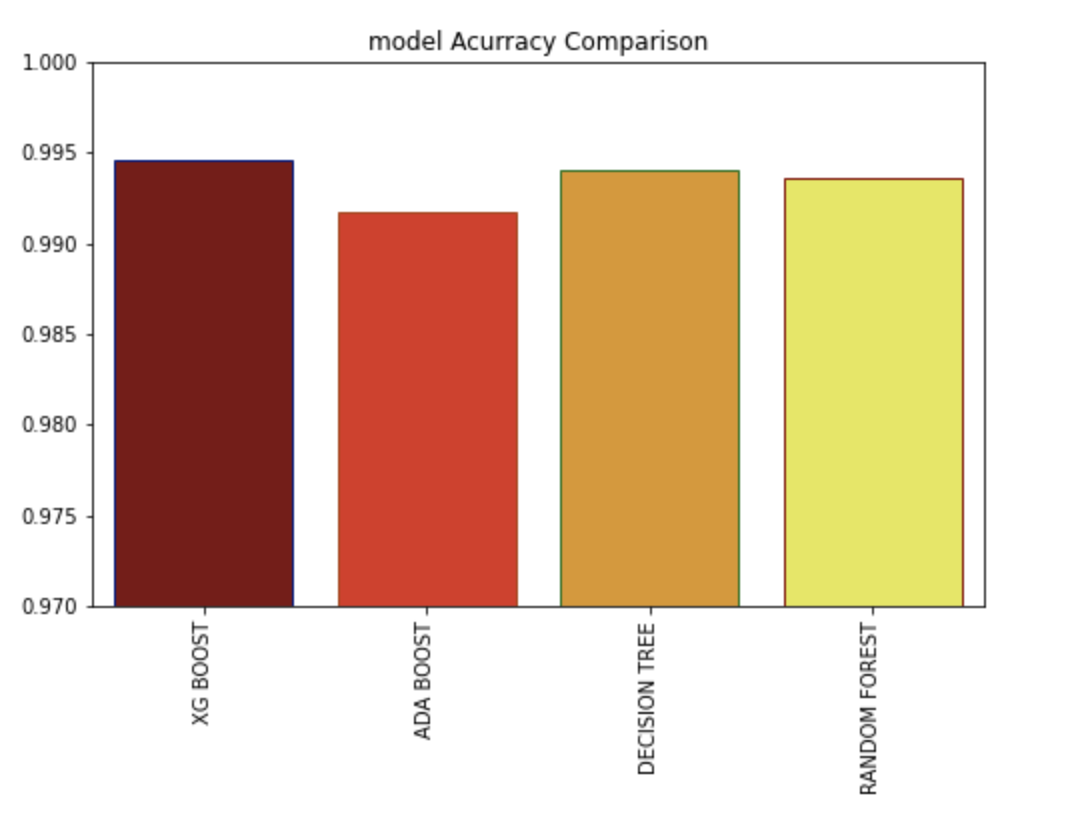 model Acurracy Comparison
1.000
0.995
0.990
0.985
0.980
0.975
0.970
XG BOOST
ADA BOOST
DECISION TREE
RANDOM FOREST